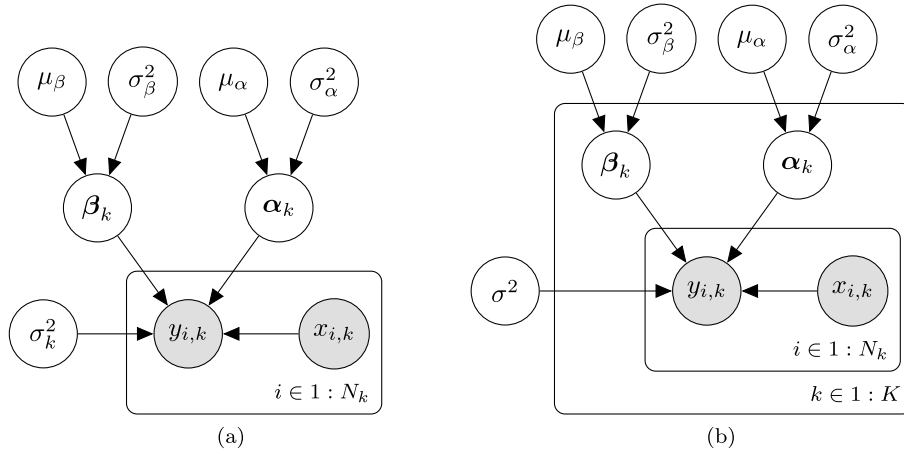 μ_β σ²_β μ_α σ²_α
β_k α_k
σ²_k y_{i,k} x_{i,k}
i ∈ 1 : N_k
(a)
μ_β σ²_β μ_α σ²_α
β_k α_k
σ² y_{i,k} x_{i,k}
i ∈ 1 : N_k
k ∈ 1 : K
(b)